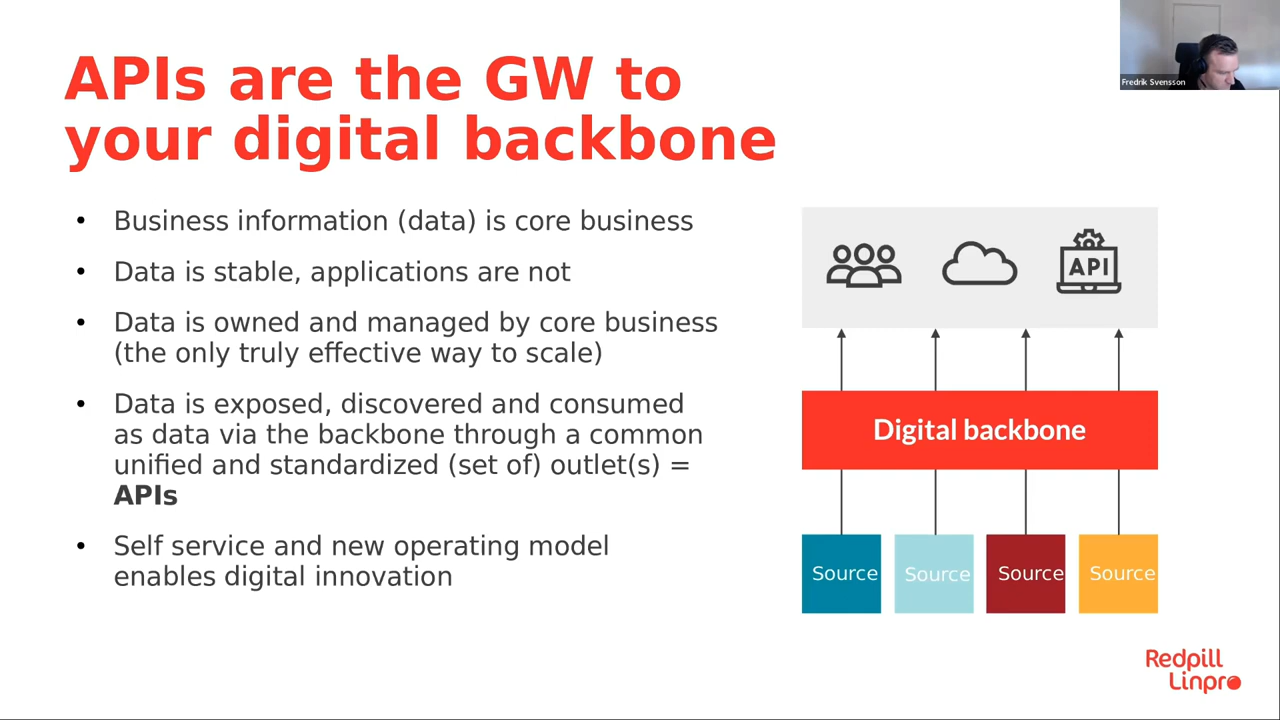 APIs are the GW to
your digital backbone
Fredrik Svensson
• Business information (data) is core business
• Data is stable, applications are not
• Data is owned and managed by core business
(the only truly effective way to scale)
• Data is exposed, discovered and consumed
as data via the backbone through a common
unified and standardized (set of) outlet(s) =
APIs
• Self service and new operating model
enables digital innovation
API
Digital backbone
Source Source Source Source
Redpill
Linpro